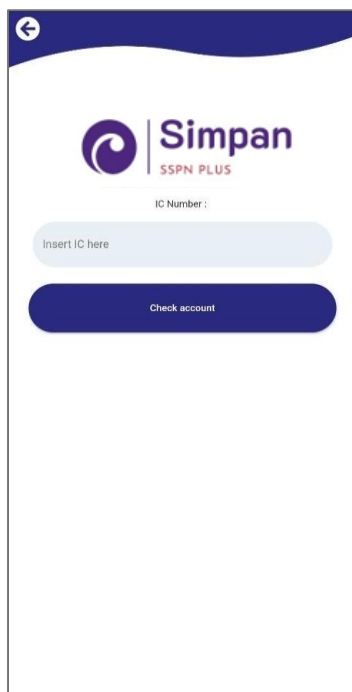 Simpan
SSPN PLUS
IC Number :
Insert IC here
Check account